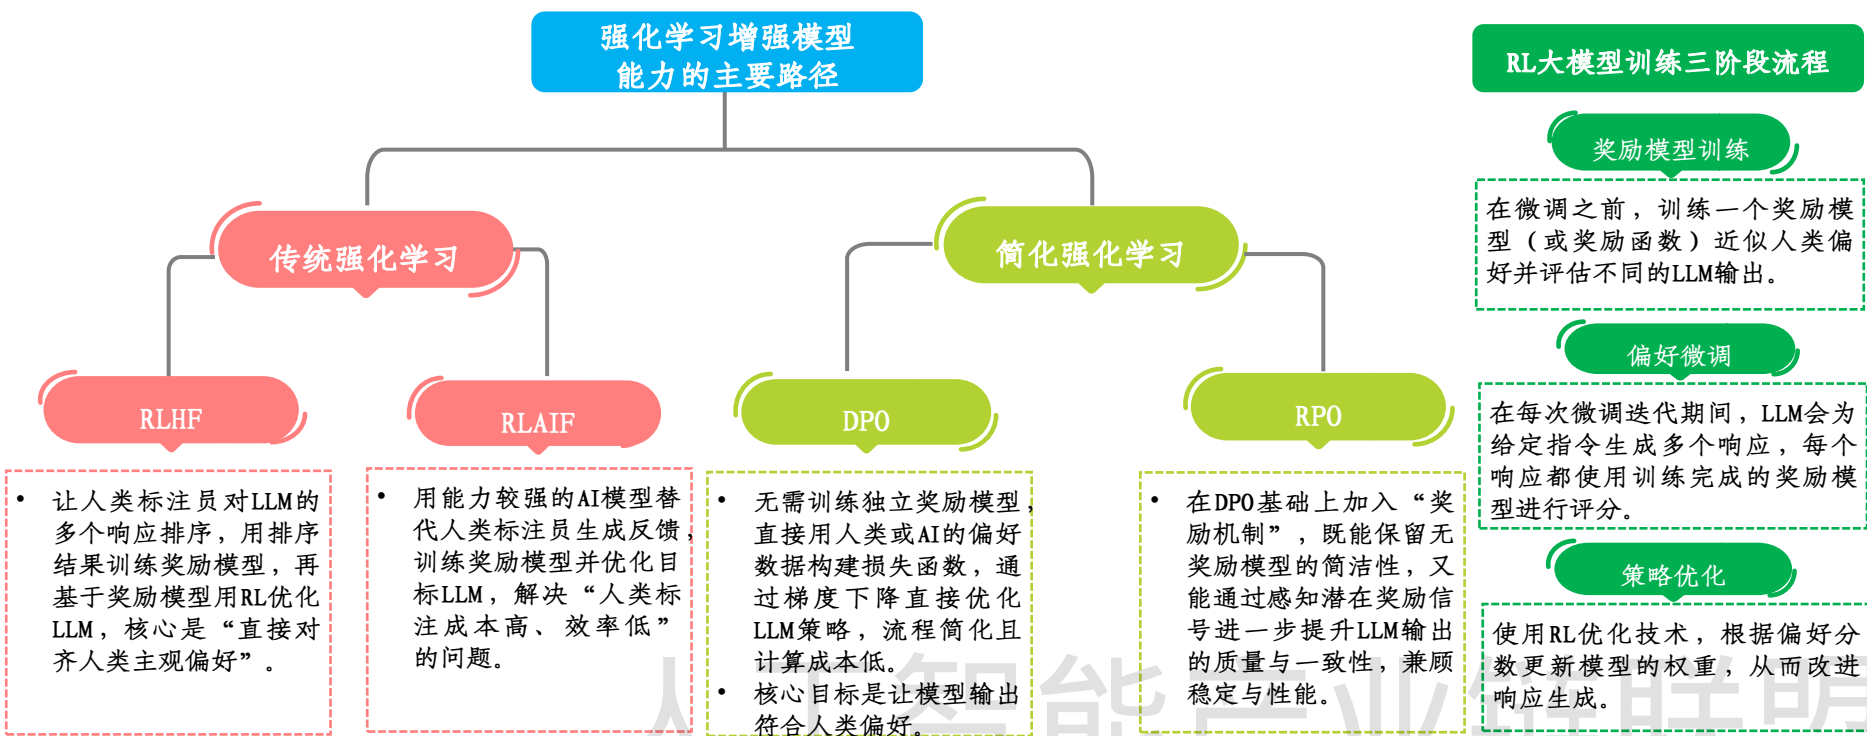 强化学习增强模型
能力的主要路径
传统强化学习
简化强化学习
RLHF
• 让人类标注员对LLM的
多个响应排序，用排序
结果训练奖励模型，再
基于奖励模型用RL优化
LLM，核心是“直接对
齐人类主观偏好”。
RLAIF
• 用能力较强的AI模型替
代人类标注员生成反馈，
训练奖励模型并优化目
标LLM，解决“人类标
注成本高、效率低”
的问题。
DPO
• 无需训练独立奖励模型，
直接用人类或AI的偏好
数据构建损失函数，通
过梯度下降直接优化
LLM策略，流程简化且
计算成本低。
• 核心目标是让模型输出
符合人类偏好。
RPO
• 在DPO基础上加入“奖
励机制”，既能保留无
奖励模型的简洁性，又
能通过感知潜在奖励信
号进一步提升LLM输出
的质量与一致性，兼顾
稳定与性能。
RL大模型训练三阶段流程
奖励模型训练
在微调之前，训练一个奖励模
型（或奖励函数）近似人类偏
好并评估不同的LLM输出。
偏好微调
在每次微调迭代期间，LLM会为
给定指令生成多个响应，每个
响应都使用训练完成的奖励模
型进行评分。
策略优化
使用RL优化技术，根据偏好分
数更新模型的权重，从而改进
响应生成。
人工智能产业链联盟